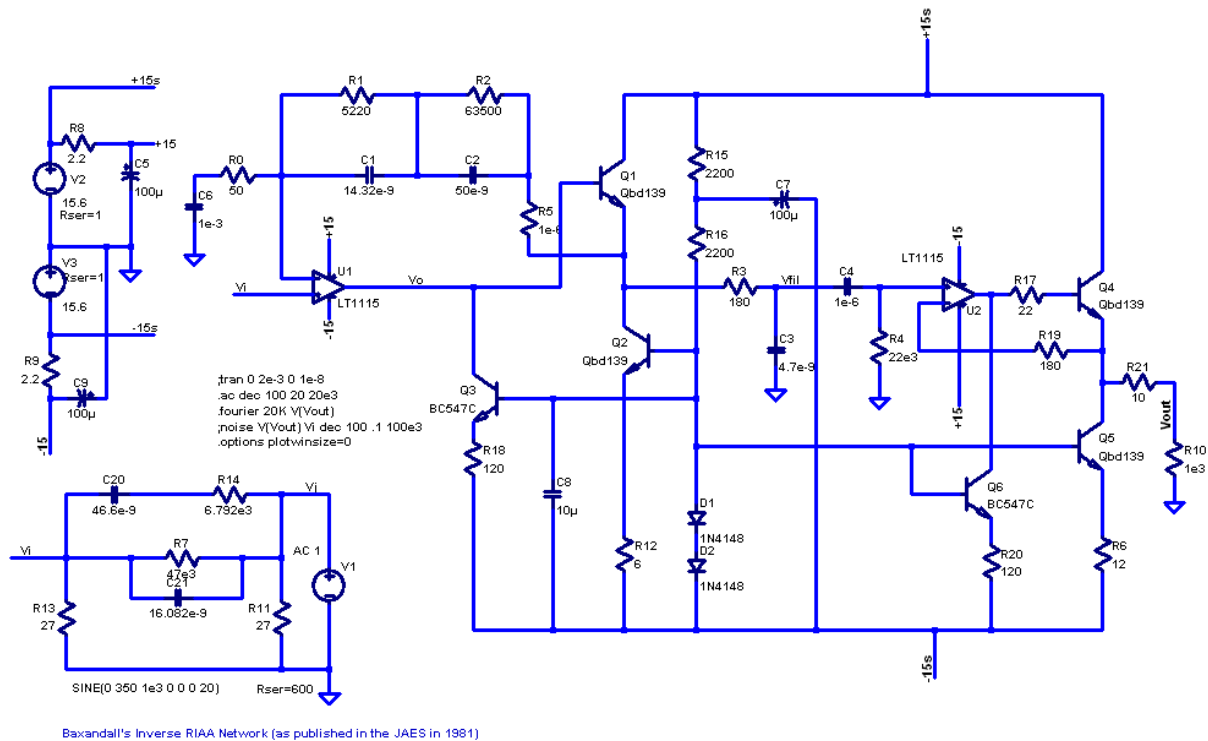 +15s
+15s
R8
2.2
+15
C5
100µ
V2
15.6
Rser=1
V3
Rser=1
15.6
-15s
R9
2.2
C9
100µ
-15
R1
5220
R2
63500
R0
50
C1
14.32e-9
C2
50e-9
C6
1e-3
R5
1e-6
+15
U1
LT1115
Vi
-15
Vo
Q1
Qbd139
R15
2200
C7
100µ
R16
2200
R3
180
Vfil
C4
1e-6
C3
4.7e-9
R4
22e3
LT1115
-15
U2
+15
R17
22
Q4
Qbd139
R19
180
R21
10
Vout
R10
1e3
Q2
Qbd139
Q3
BC547C
R18
120
C8
10µ
R12
6
D1
1N4148
D2
1N4148
Q5
Qbd139
Q6
BC547C
R20
120
R6
12
-15s
;tran 0 2e-3 0 1e-8
.ac dec 100 20 20e3
.fourier 20K V(Vout)
;noise V(Vout) Vi dec 100 .1 100e3
.options plotwinsize=0
C20
46.6e-9
R14
6.792e3
Vj
Vi
R7
47e3
C21
16.082e-9
AC 1
V1
R13
27
R11
27
SINE(0 350 1e3 0 0 0 20)
Rser=600
Baxandall's Inverse RIAA Network (as published in the JAES in 1981)